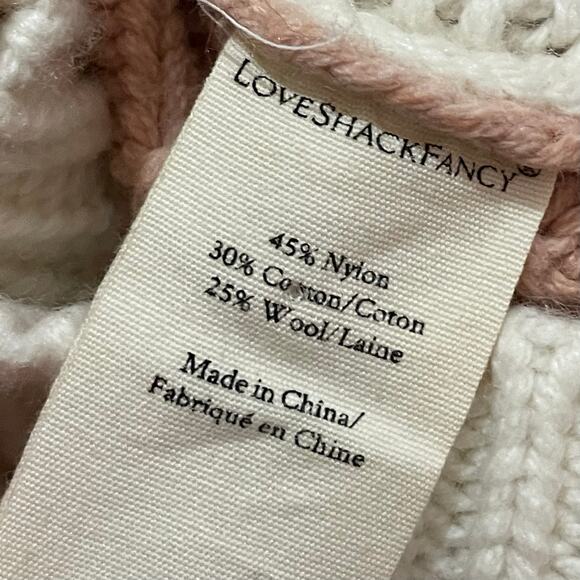 LOVESHACKFANCY®
45% Nylon
30% Cotton/Coton
25% Wool/Laine
Made in China/
Fabriqué en Chine